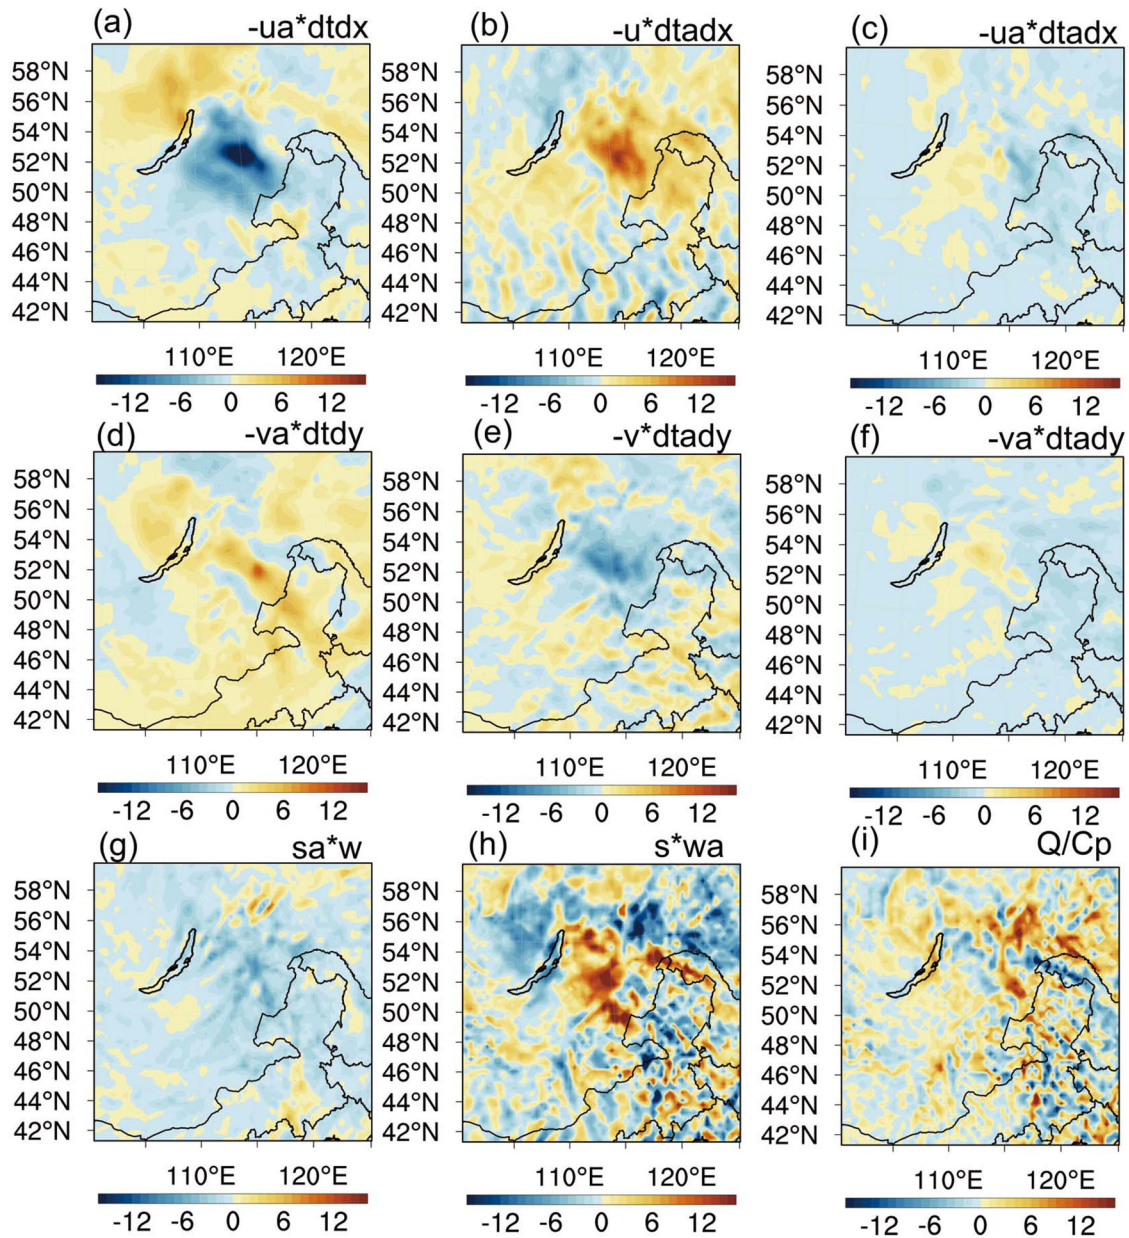 (a) -ua*dtdx (b) -u*dtadx (c) -ua*dtadx
58°N 58°N 58°N
56°N 56°N 56°N
54°N 54°N 54°N
52°N 52°N 52°N
50°N 50°N 50°N
48°N 48°N 48°N
46°N 46°N 46°N
44°N 44°N 44°N
42°N 42°N 42°N
110°E 120°E 110°E 120°E 110°E 120°E
-12 -6 0 6 12 -12 -6 0 6 12 -12 -6 0 6 12
(d) -va*dtdy (e) -v*dtady (f) -va*dtady
58°N 58°N 58°N
56°N 56°N 56°N
54°N 54°N 54°N
52°N 52°N 52°N
50°N 50°N 50°N
48°N 48°N 48°N
46°N 46°N 46°N
44°N 44°N 44°N
42°N 42°N 42°N
110°E 120°E 110°E 120°E 110°E 120°E
-12 -6 0 6 12 -12 -6 0 6 12 -12 -6 0 6 12
(g) sa*w (h) s*wa (i) Q/Cp
58°N 58°N 58°N
56°N 56°N 56°N
54°N 54°N 54°N
52°N 52°N 52°N
50°N 50°N 50°N
48°N 48°N 48°N
46°N 46°N 46°N
44°N 44°N 44°N
42°N 42°N 42°N
110°E 120°E 110°E 120°E 110°E 120°E
-12 -6 0 6 12 -12 -6 0 6 12 -12 -6 0 6 12